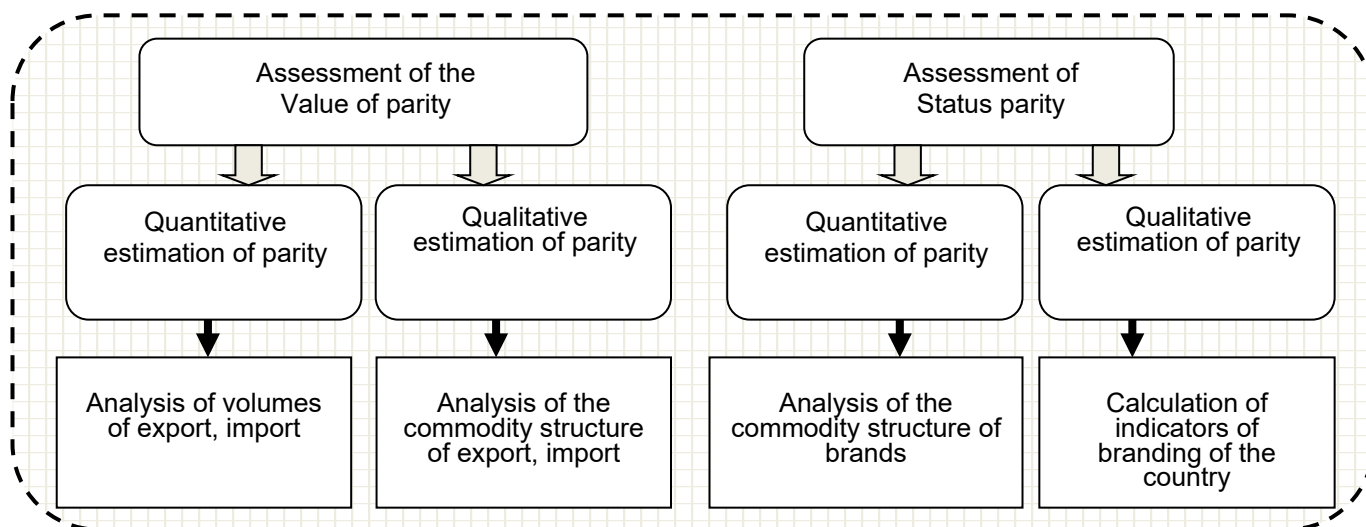 Assessment of the
Value of parity
Assessment of
Status parity
Quantitative
estimation of parity
Qualitative
estimation of parity
Quantitative
estimation of parity
Qualitative
estimation of parity
Analysis of volumes
of export, import
Analysis of the
commodity structure
of export, import
Analysis of the
commodity structure of
brands
Calculation of
indicators of
branding of the
country